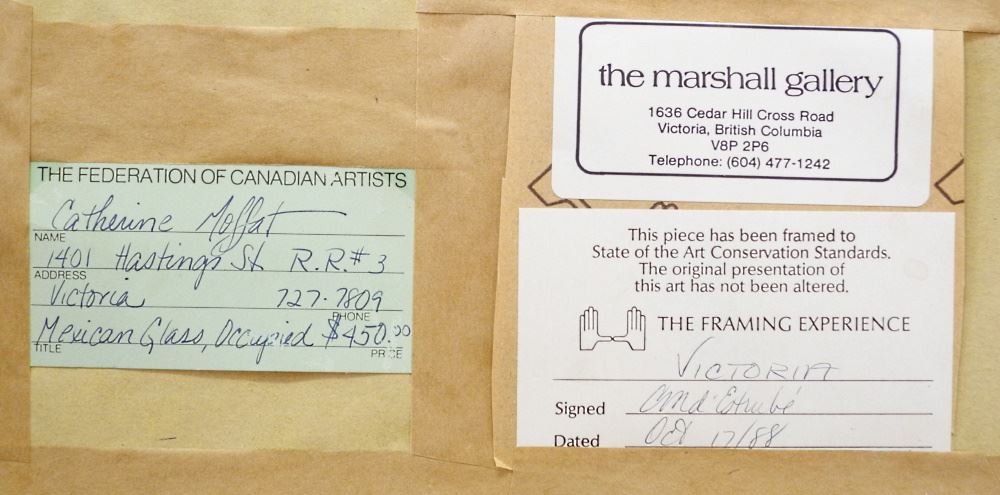 THE FEDERATION OF CANADIAN ARTISTS
Catherine Moffat
NAME
1401 Hastings St R.R.# 3
ADDRESS
Victoria 727-7809
PHONE
Mexican Glass, Occupied $450.00
TITLE PRICE
the marshall gallery
1636 Cedar Hill Cross Road
Victoria, British Columbia
V8P 2P6
Telephone: (604) 477-1242
This piece has been framed to
State of the Art Conservation Standards.
The original presentation of
this art has not been altered.
THE FRAMING EXPERIENCE
VICTORIA
Signed
Dated Oct 17/88